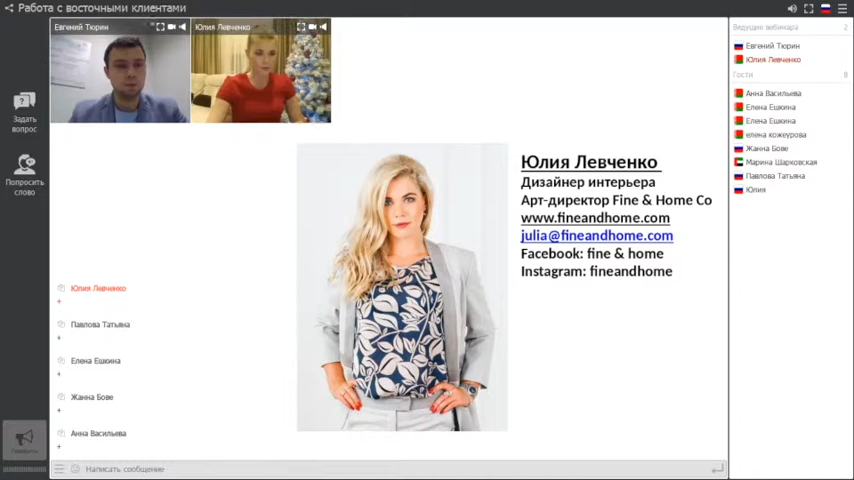 Работа с восточными клиентами
Евгений Тюрин
Юлия Левченко
Задать
вопрос
Попросить
слово
Юлия Левченко
Дизайнер интерьера
Арт-директор Fine & Home Co
www.fineandhome.com
julia@fineandhome.com
Facebook: fine & home
Instagram: fineandhome
Юлия Левченко
+
Павлова Татьяна
+
Елена Ешкина
+
Жанна Бове
+
Анна Васильева
+
Написать сообщение
Ведущие вебинара 2
Евгений Тюрин
Юлия Левченко
Гости 8
Анна Васильева
Елена Ешкина
Елена Ешкина
елена кожеурова
Жанна Бове
Марина Шарковская
Павлова Татьяна
Юлия